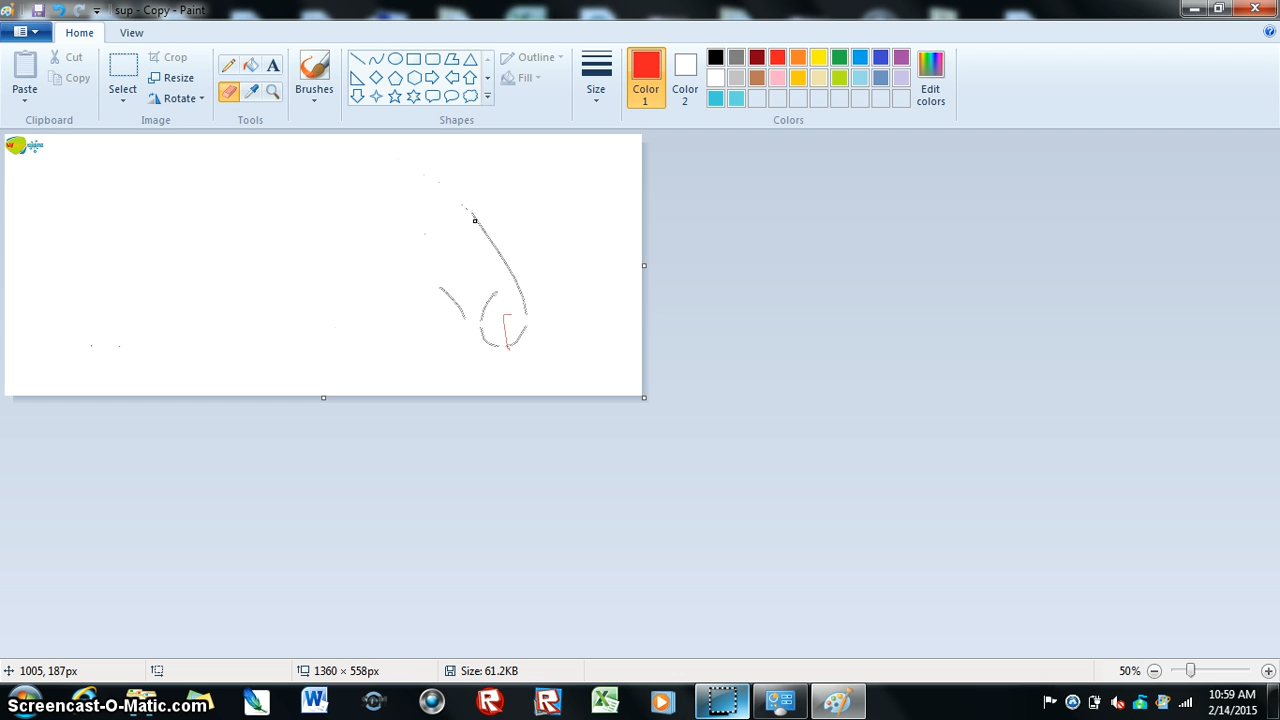 sup - Copy - Paint
Home
View
Paste
Cut
Copy
Clipboard
Select
Crop
Resize
Rotate
Image
Tools
Brushes
Shapes
Outline
Fill
Size
Color 1
Color 2
Edit colors
Colors
1005, 187px
1360 × 558px
Size: 61.2KB
50%
Screencast-O-Matic.com
10:59 AM
2/14/2015